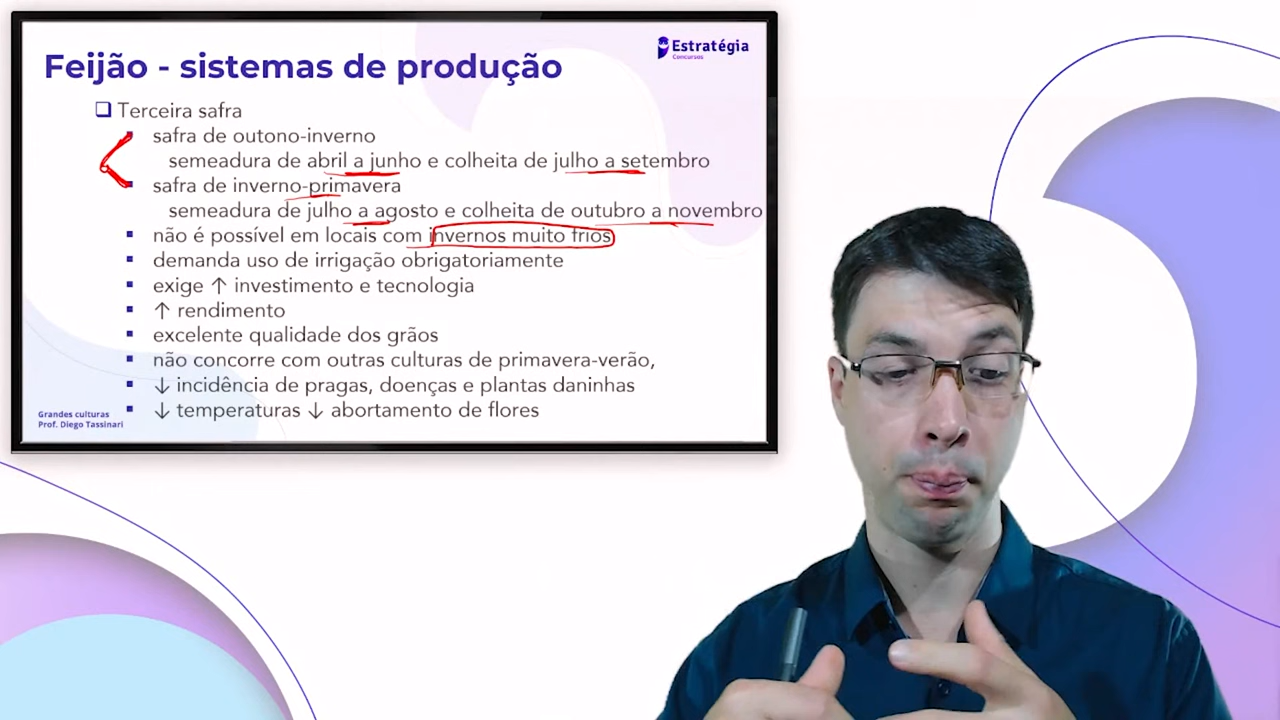 Feijão - sistemas de produção
Estratégia
Concursos
Terceira safra
safra de outono-inverno
semeadura de abril a junho e colheita de julho a setembro
safra de inverno-primavera
semeadura de julho a agosto e colheita de outubro a novembro
não é possível em locais com invernos muito frios
demanda uso de irrigação obrigatoriamente
exige ↑ investimento e tecnologia
↑ rendimento
excelente qualidade dos grãos
não concorre com outras culturas de primavera-verão,
↓ incidência de pragas, doenças e plantas daninhas
↓ temperaturas ↓ abortamento de flores
Grandes culturas
Prof. Diego Tassinari